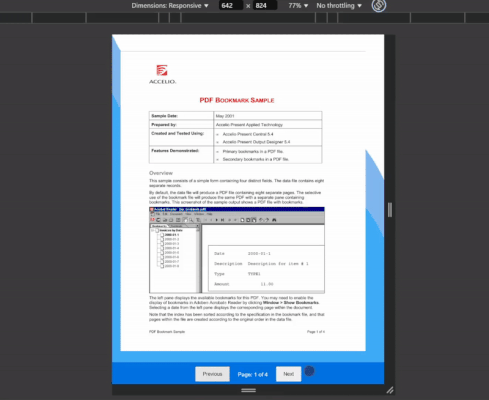 Dimensions: Responsive ▼ 642 x 824 77% ▼ No throttling ▼
ACCELIO.
PDF BOOKMARK SAMPLE
Sample Date: May 2001
Prepared by: Accelio Present Applied Technology
Created and Tested Using: • Accelio Present Central 5.4
• Accelio Present Output Designer 5.4
Features Demonstrated: • Primary bookmarks in a PDF file.
• Secondary bookmarks in a PDF file.
Overview
This sample consists of a simple form containing four distinct fields. The data file contains eight
separate records.
By default, the data file will produce a PDF file containing eight separate pages. The selective
use of the bookmark file will produce the same PDF with a separate pane containing
bookmarks. This screenshot of the sample output shows a PDF file with bookmarks.
Date 2000-01-1
Description Description for item # 1
Type TYPE1
Amount 11.00
The left pane displays the available bookmarks for this PDF. You may need to enable the
display of bookmarks in Adobe® Acrobat® Reader by clicking Window > Show Bookmarks.
Selecting a date from the left pane displays the corresponding page within the document.
Note that the index has been sorted according to the specification in the bookmark file, and that
pages within the file are created according to the original order in the data file.
PDF Bookmark Sample Page 1 of 4
Previous Page: 1 of 4 Next